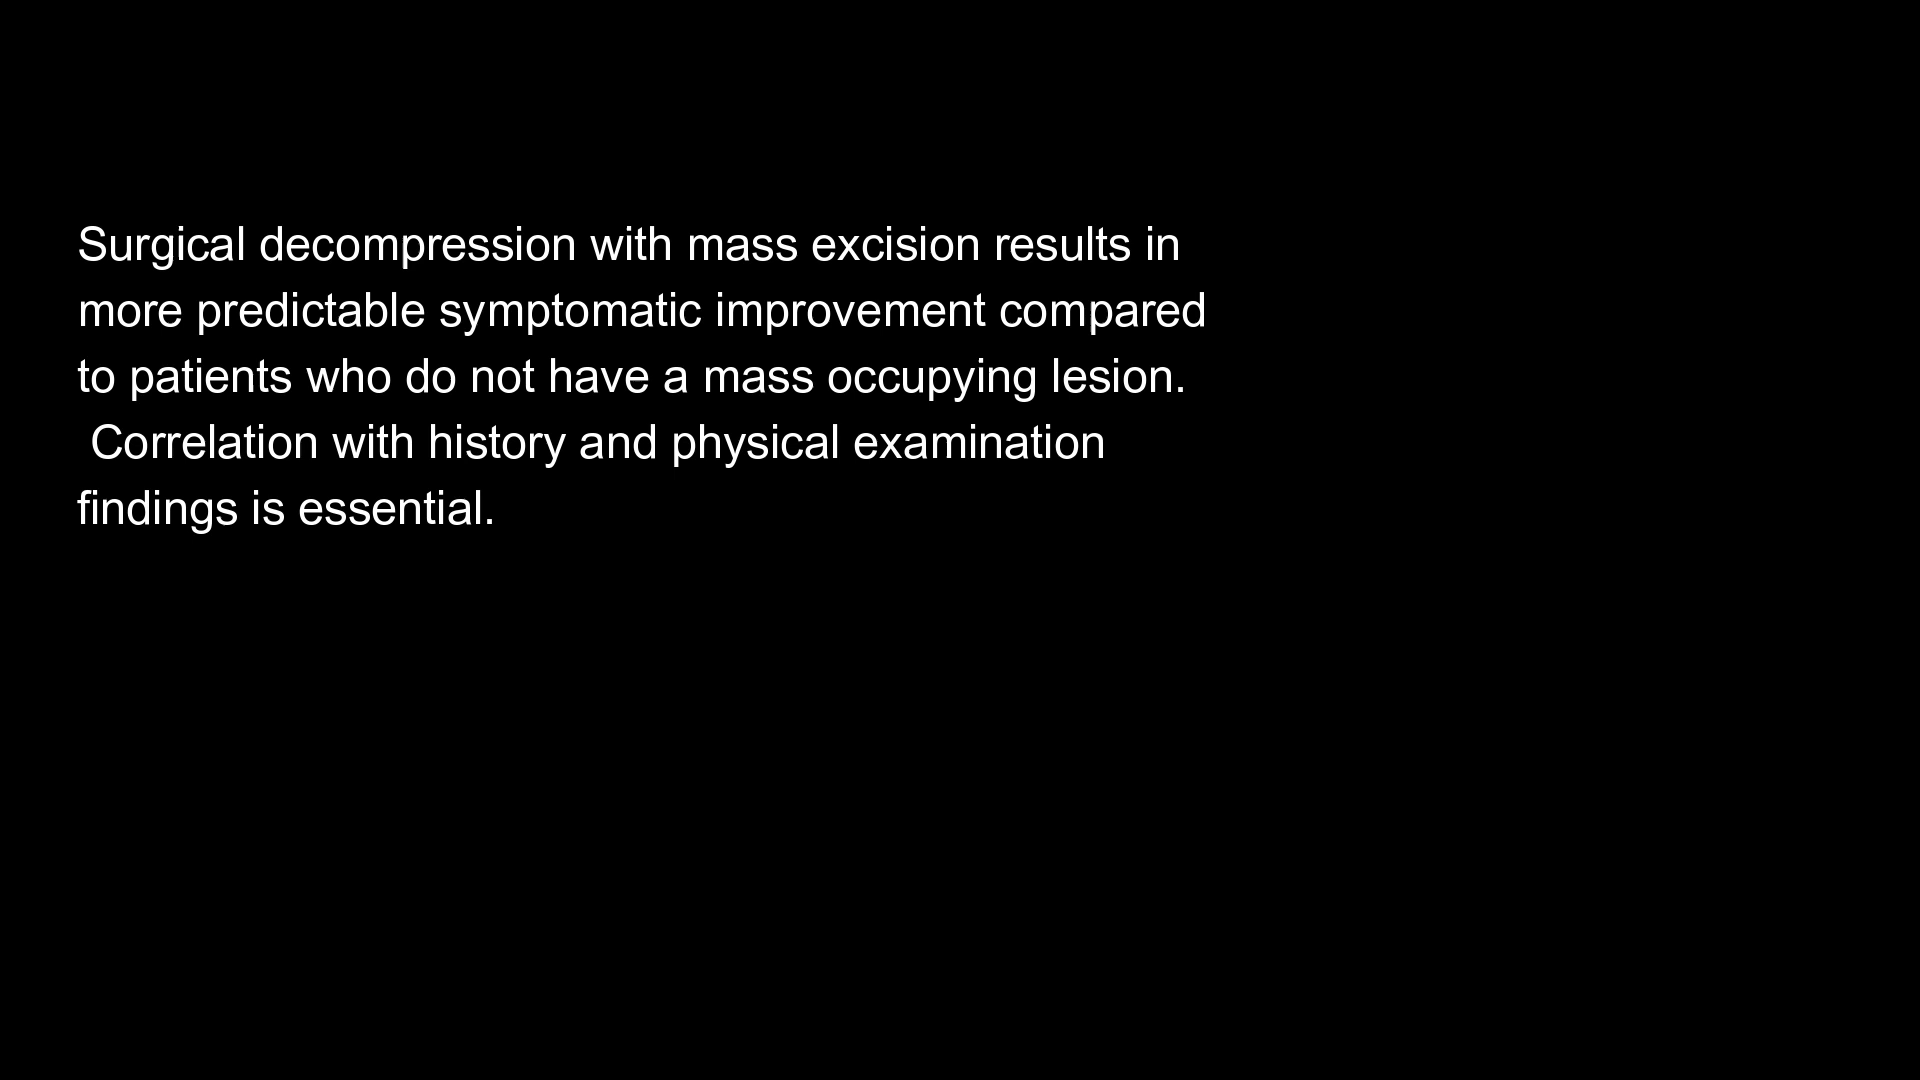 Surgical decompression with mass excision results in
more predictable symptomatic improvement compared
to patients who do not have a mass occupying lesion.
Correlation with history and physical examination
findings is essential.